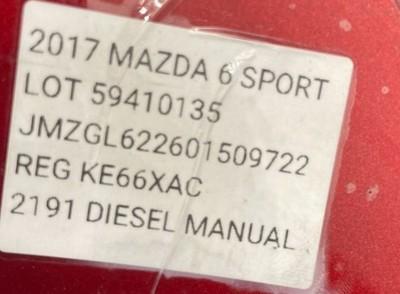 2017 MAZDA 6 SPORT
LOT 59410135
JMZGL622601509722
REG KE66XAC
2191 DIESEL MANUAL